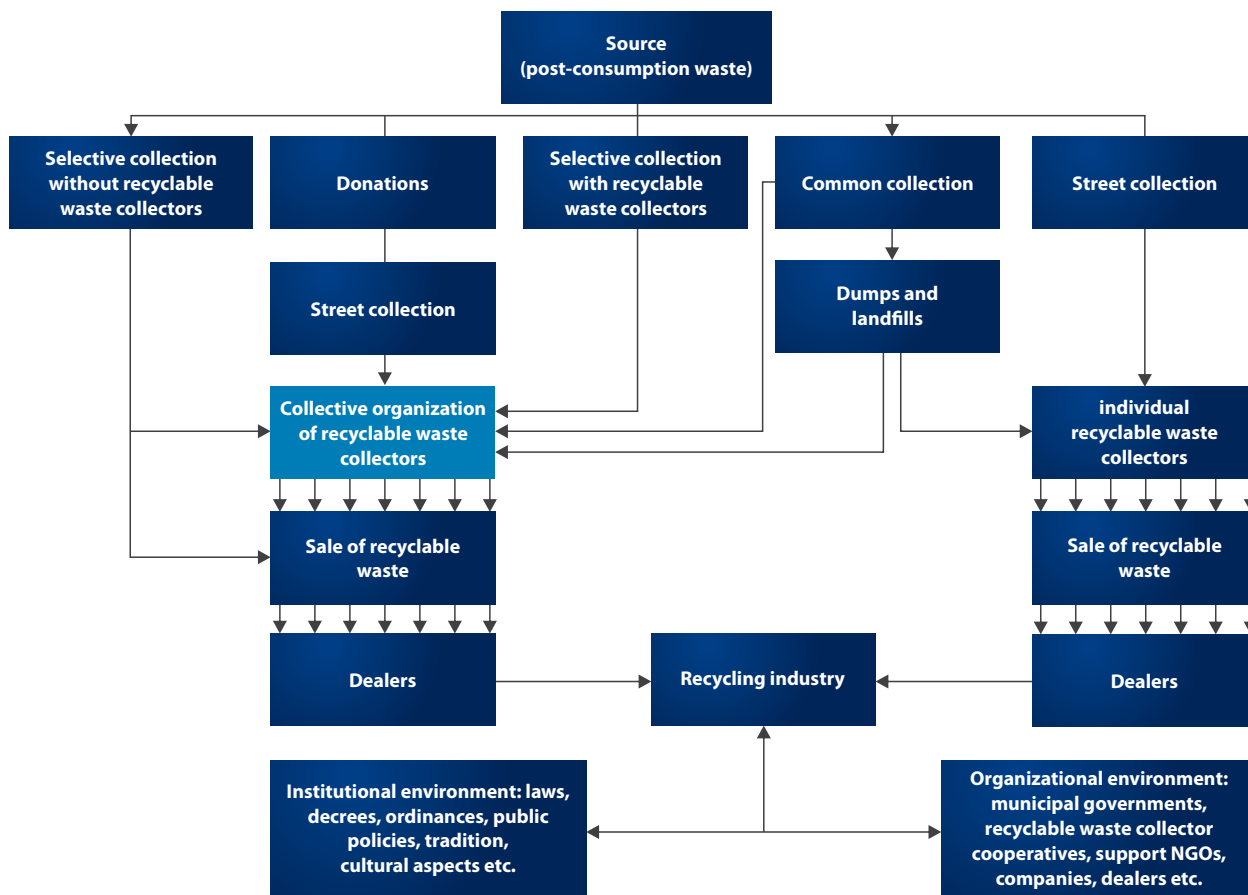 Source
(post-consumption waste)
Selective collection
without recyclable
waste collectors
Donations
Selective collection
with recyclable
waste collectors
Common collection
Street collection
Street collection
Dumps and
landfills
Collective organization
of recyclable waste
collectors
individual
recyclable waste
collectors
Sale of recyclable
waste
Sale of recyclable
waste
Dealers
Recycling industry
Dealers
Institutional environment: laws,
decrees, ordinances, public
policies, tradition,
cultural aspects etc.
Organizational environment:
municipal governments,
recyclable waste collector
cooperatives, support NGOs,
companies, dealers etc.